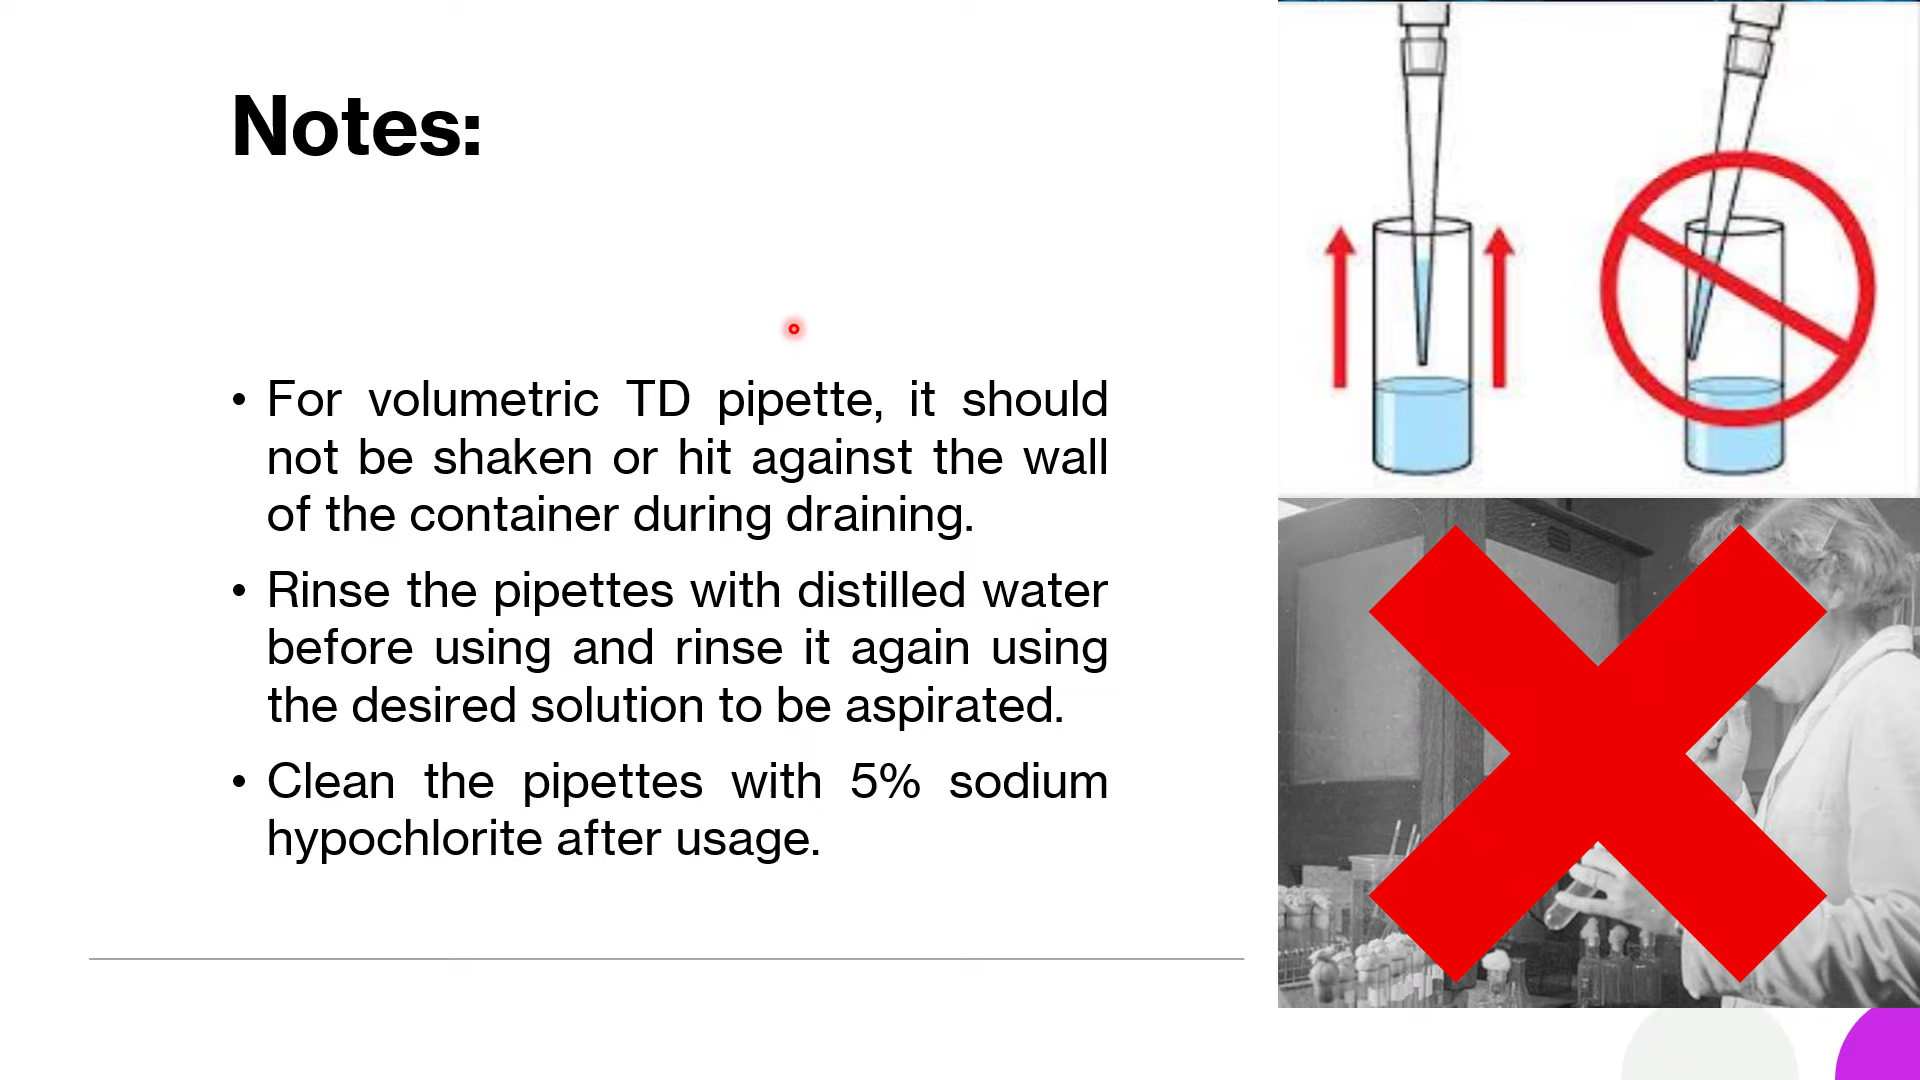 Notes:
• For volumetric TD pipette, it should
not be shaken or hit against the wall
of the container during draining.
• Rinse the pipettes with distilled water
before using and rinse it again using
the desired solution to be aspirated.
• Clean the pipettes with 5% sodium
hypochlorite after usage.